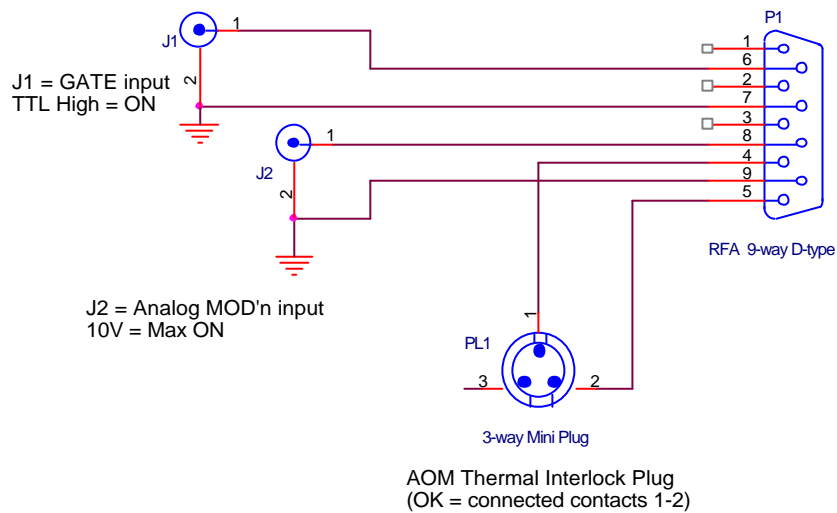 P1
J1
1
2
1
6
2
7
3
8
4
9
5
J1 = GATE input
TTL High = ON
J2
1
2
RFA 9-way D-type
J2 = Analog MOD'n input
10V = Max ON
1
PL1
3
2
3-way Mini Plug
AOM Thermal Interlock Plug
(OK = connected contacts 1-2)